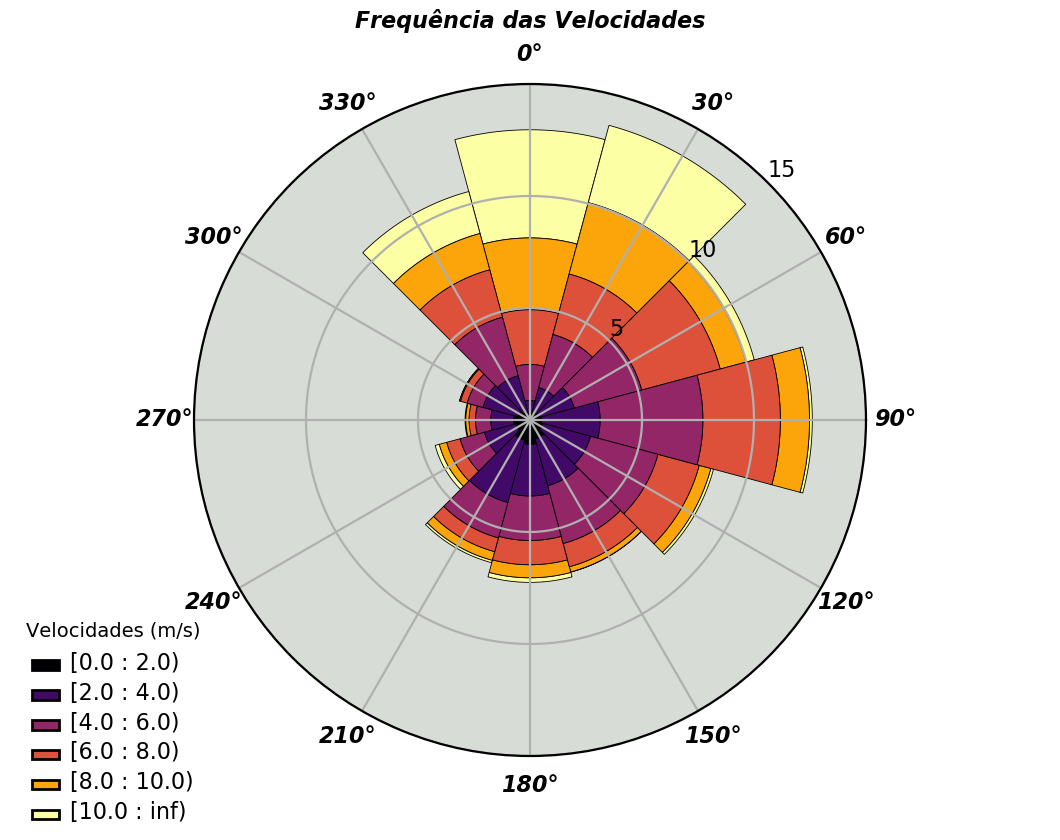 Frequência das Velocidades
0°
330°
30°
15
300°
60°
10
5
270°
90°
240°
120°
210°
150°
180°
Velocidades (m/s)
[0.0 : 2.0)
[2.0 : 4.0)
[4.0 : 6.0)
[6.0 : 8.0)
[8.0 : 10.0)
[10.0 : inf)